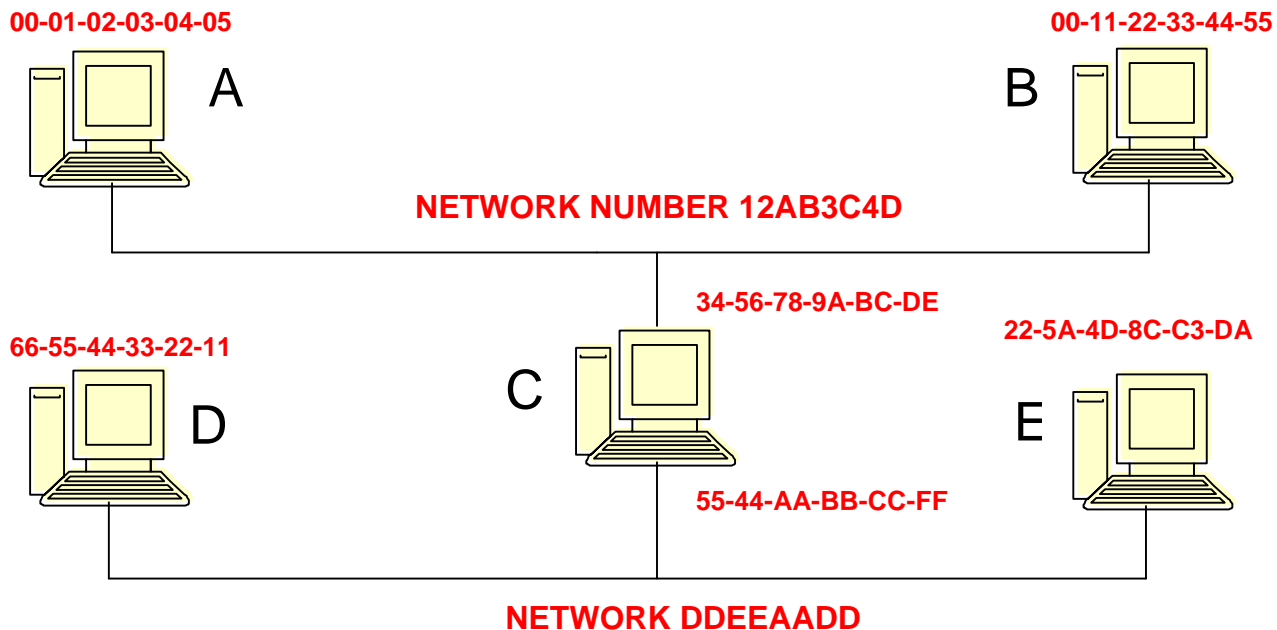 00-01-02-03-04-05
00-11-22-33-44-55
A
B
NETWORK NUMBER 12AB3C4D
34-56-78-9A-BC-DE
66-55-44-33-22-11
22-5A-4D-8C-C3-DA
C
D
E
55-44-AA-BB-CC-FF
NETWORK DDEEAADD